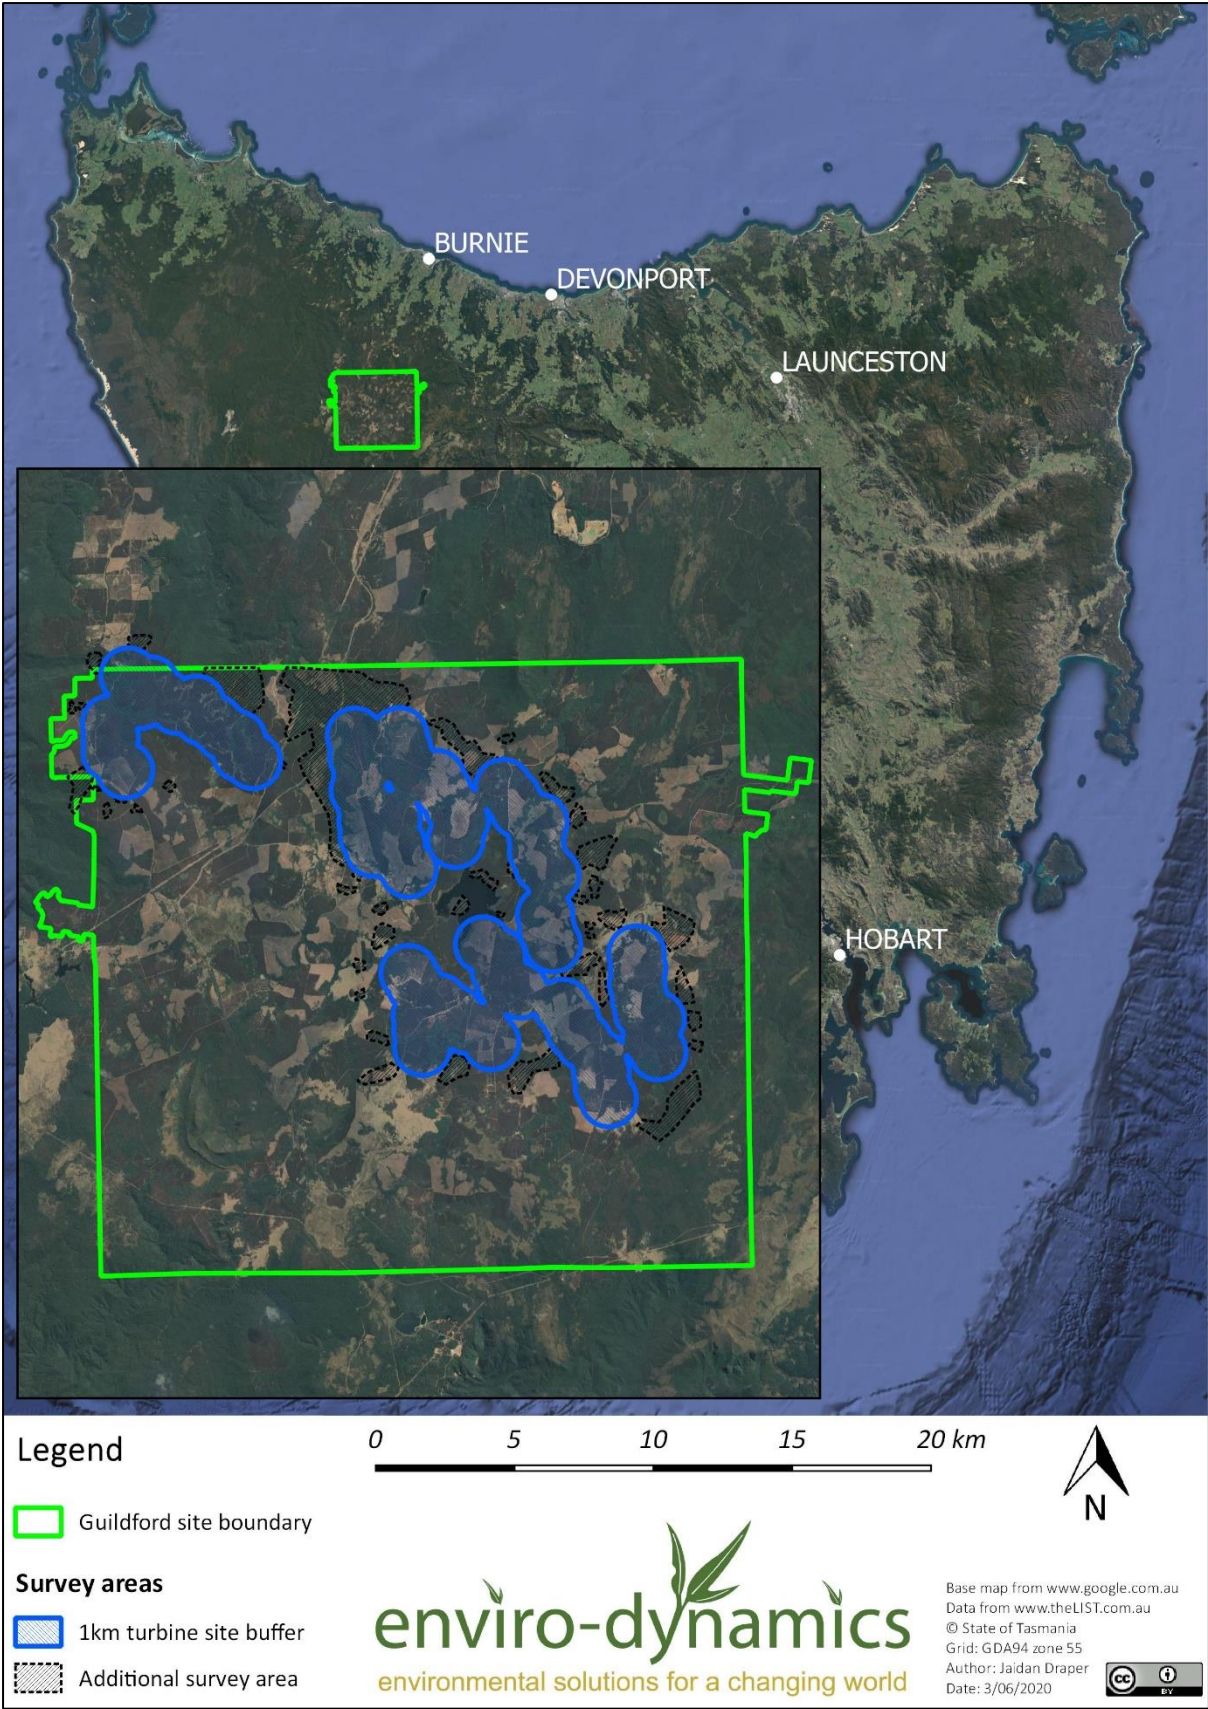 BURNIE
DEVONPORT
LAUNCESTON
HOBART
Legend
0 5 10 15 20 km
N
Guildford site boundary
Survey areas
1km turbine site buffer
Additional survey area
enviro-dynamics
environmental solutions for a changing world
Base map from www.google.com.au
Data from www.theLIST.com.au
© State of Tasmania
Grid: GDA94 zone 55
Author: Jaidan Draper
Date: 3/06/2020
cc
BY